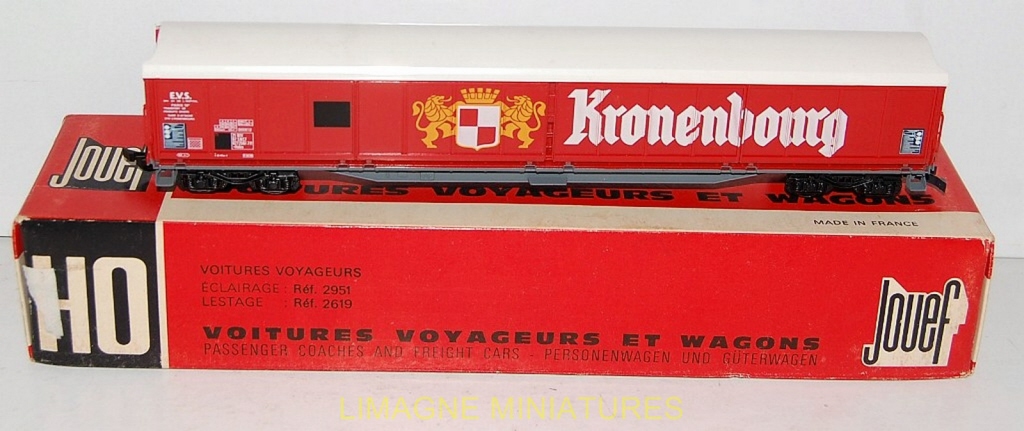 E.V.S.
Kronenbourg
Jouef
VOITURES VOYAGEURS ET WAGONS
MADE IN FRANCE
HO
VOITURES VOYAGEURS
ÉCLAIRAGE : Réf. 2951
LESTAGE : Réf. 2619
Jouef
VOITURES VOYAGEURS ET WAGONS
PASSENGER COACHES AND FREIGHT CARS - PERSONENWAGEN UND GÜTERWAGEN
LIMAGNE MINIATURES